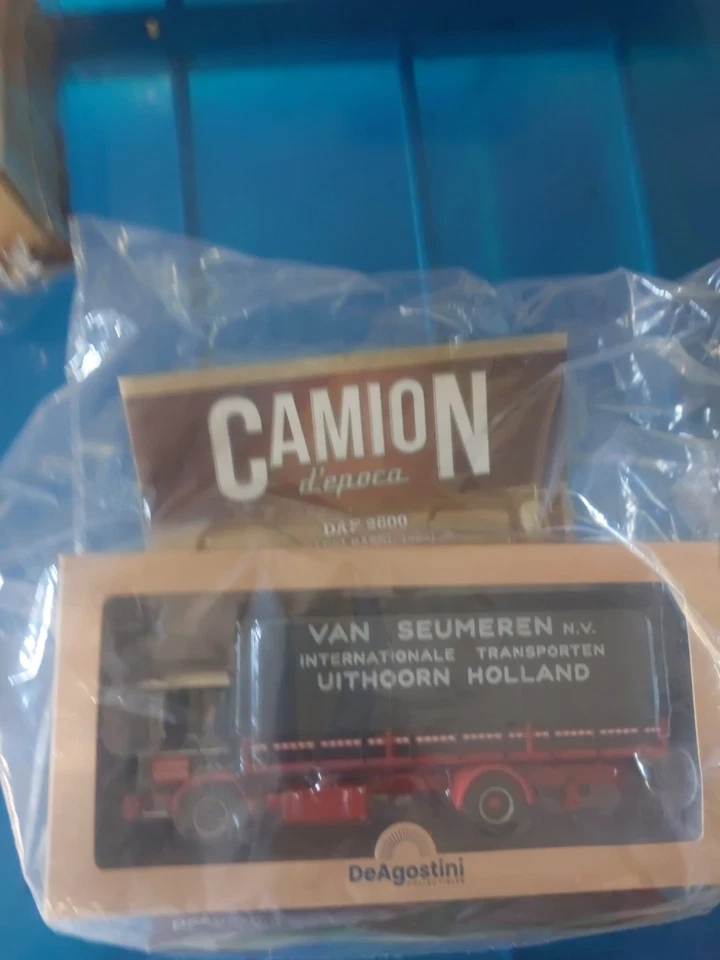 CAMION
d'epoca
DAF 2600
VAN SEUMEREN N.V.
INTERNATIONALE TRANSPORTEN
UITHOORN HOLLAND
DeAgostini